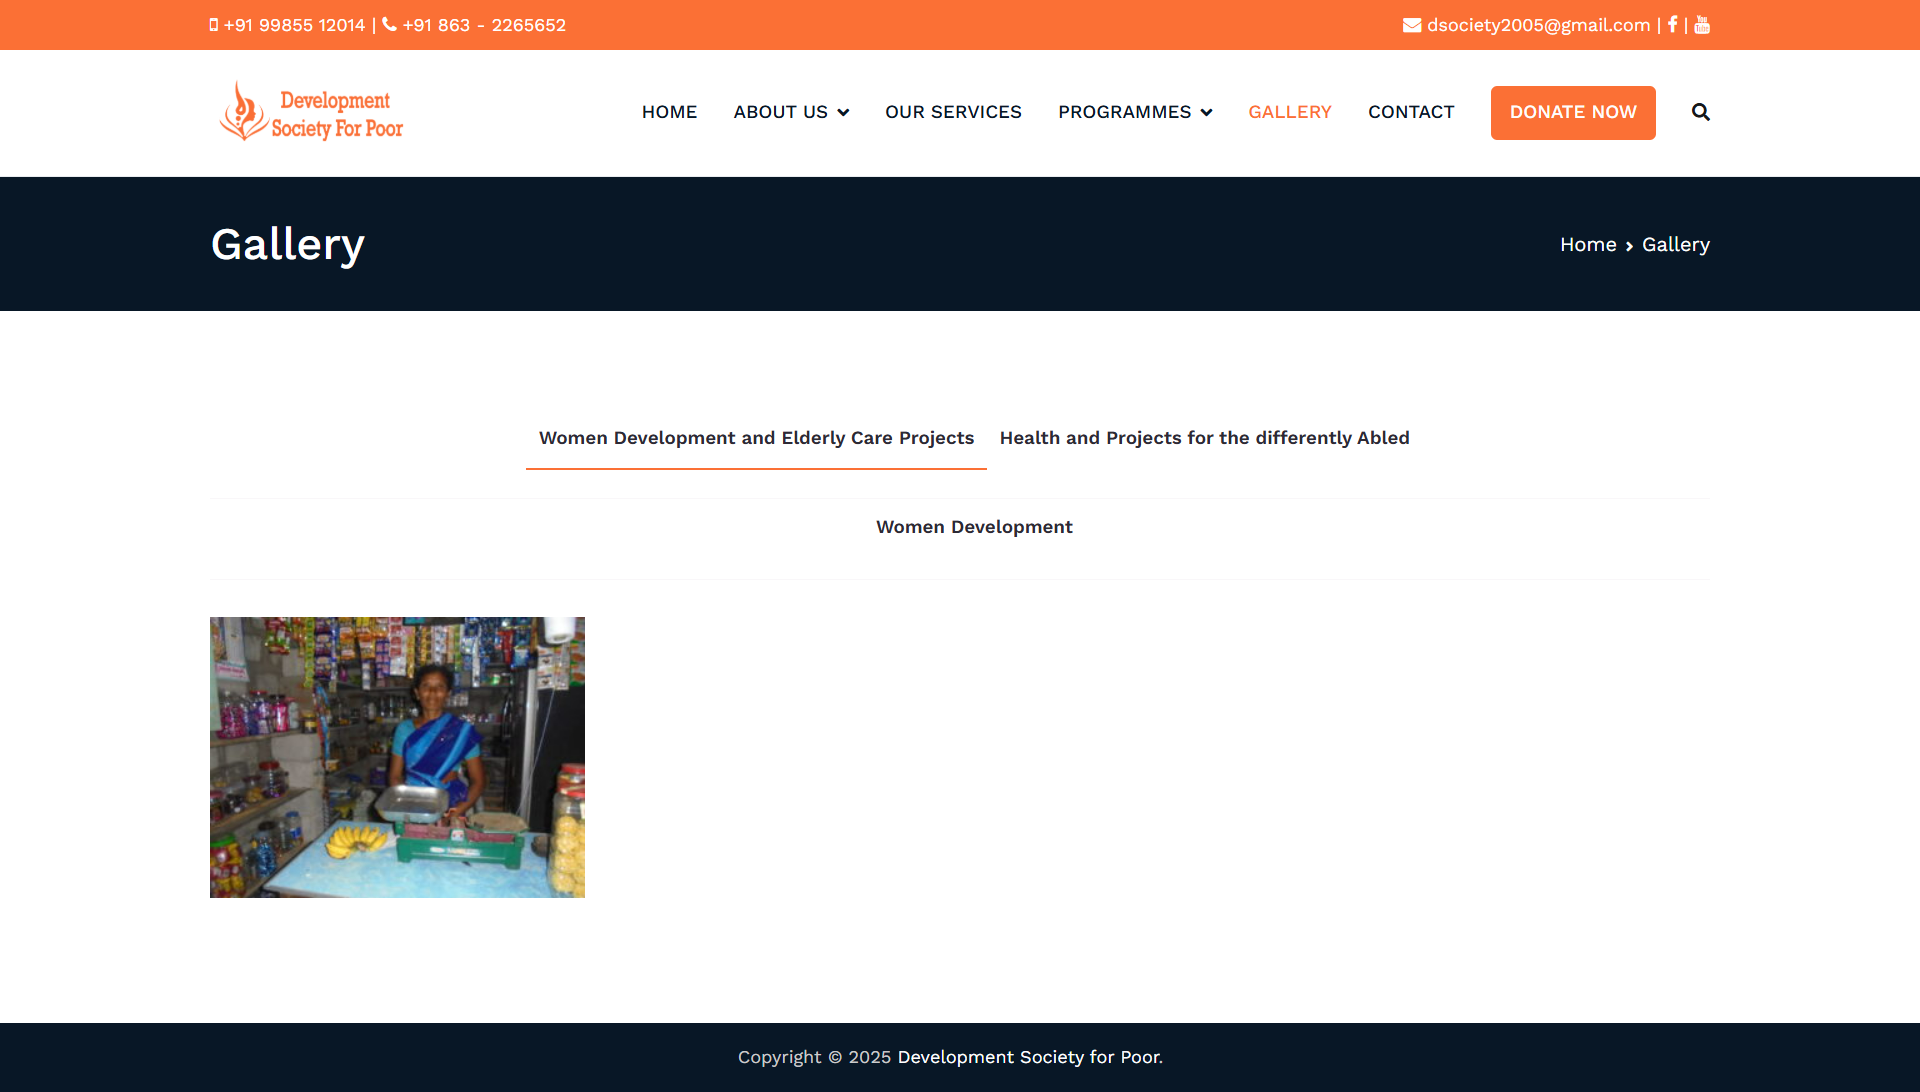 +91 99855 12014 | +91 863 - 2265652
dsociety2005@gmail.com | |
Development
Society For Poor
HOME ABOUT US OUR SERVICES PROGRAMMES GALLERY CONTACT DONATE NOW
Gallery
Home > Gallery
Women Development and Elderly Care Projects Health and Projects for the differently Abled
Women Development
Copyright © 2025 Development Society for Poor.